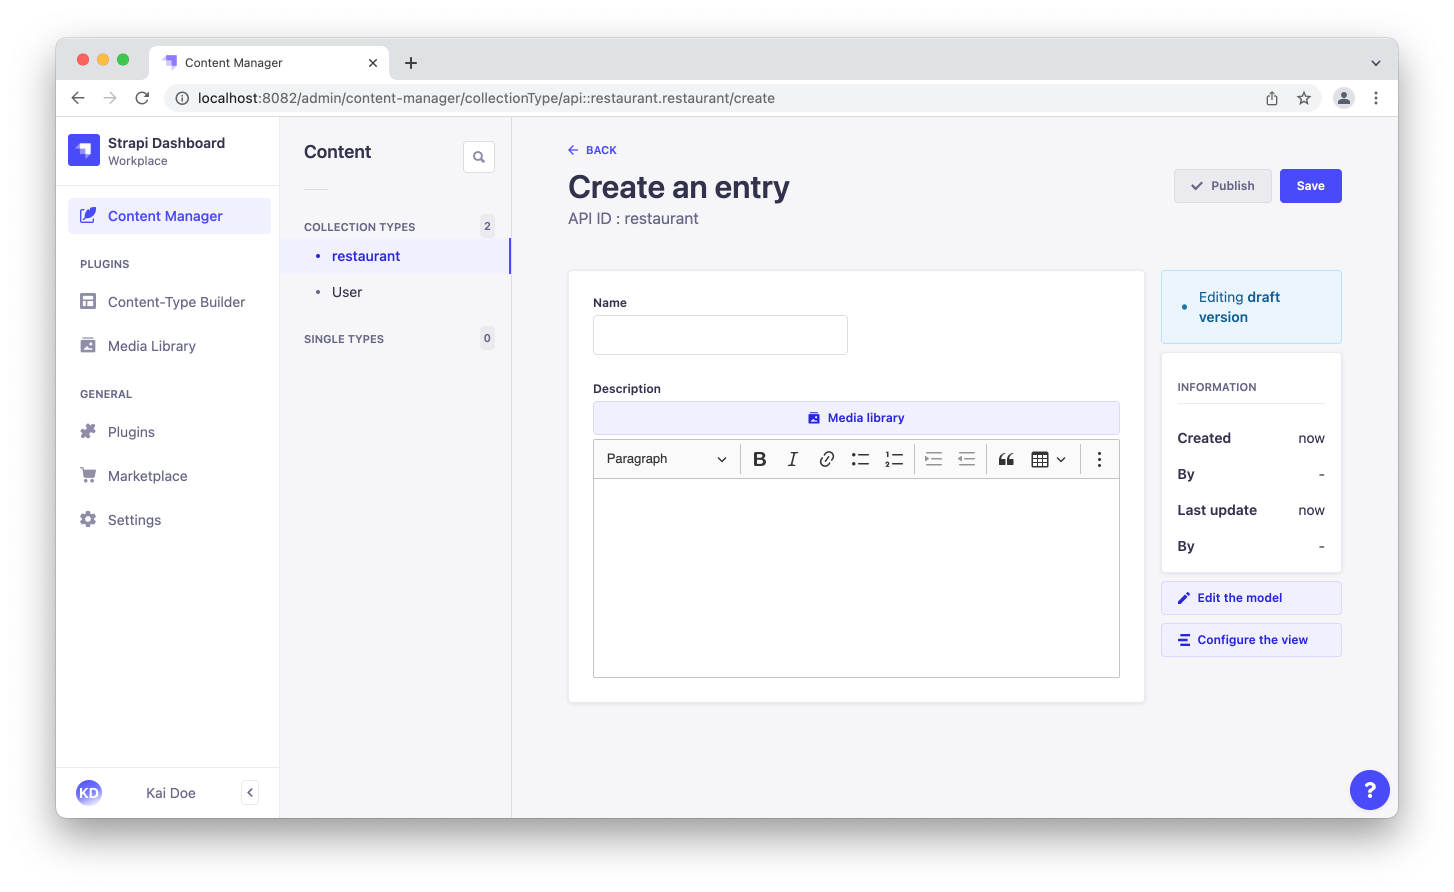 Content Manager
localhost:8082/admin/content-manager/collectionType/api::restaurant.restaurant/create
Strapi Dashboard
Workplace
Content Manager
PLUGINS
Content-Type Builder
Media Library
GENERAL
Plugins
Marketplace
Settings
KD
Kai Doe
Content
COLLECTION TYPES 2
restaurant
User
SINGLE TYPES 0
BACK
Create an entry
API ID : restaurant
Publish
Save
Name
Description
Media library
Paragraph
B I
Editing draft
version
INFORMATION
Created now
By -
Last update now
By -
Edit the model
Configure the view
?